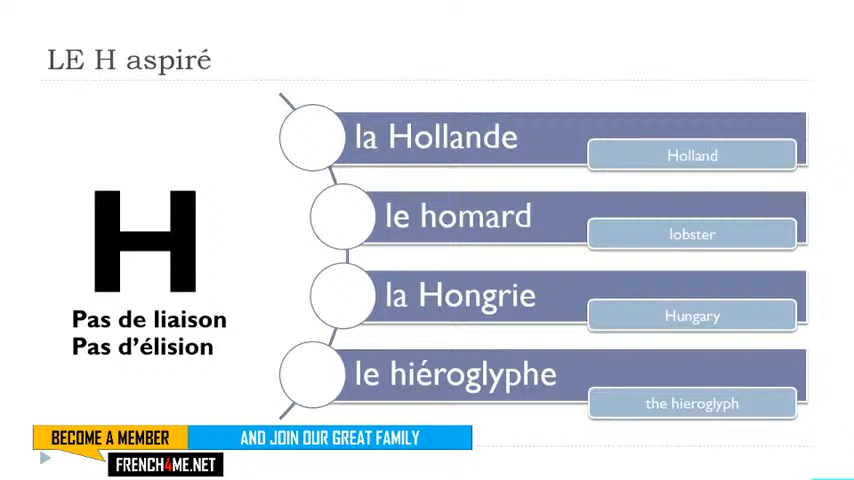 LE H aspiré
H
Pas de liaison
Pas d’élision
la Hollande
Holland
le homard
lobster
la Hongrie
Hungary
le hiéroglyphe
the hieroglyph
BECOME A MEMBER
AND JOIN OUR GREAT FAMILY
FRENCH4ME.NET